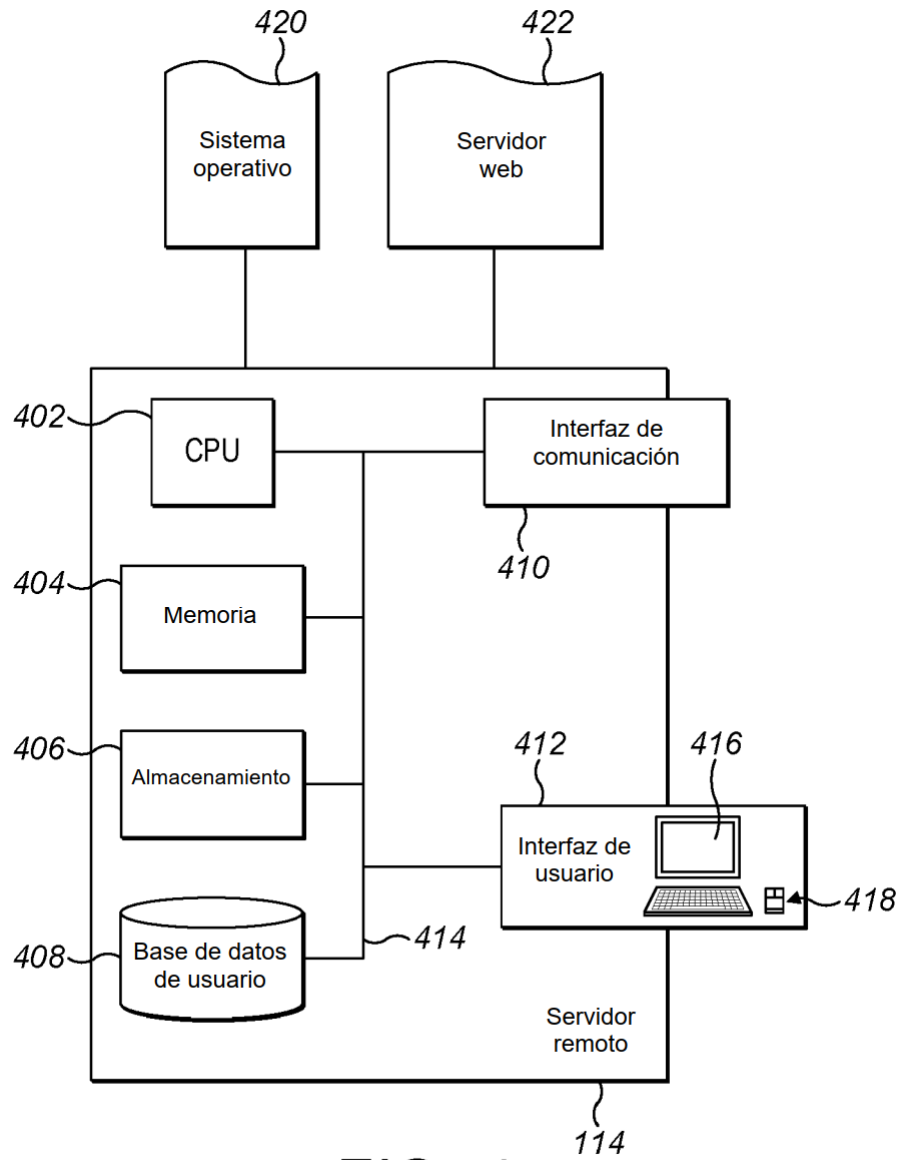 420
422
Sistema
operativo
Servidor
web
402
CPU
Interfaz de
comunicación
410
404
Memoria
406
Almacenamiento
412
416
Interfaz de
usuario
418
408
Base de datos
de usuario
414
Servidor
remoto
114